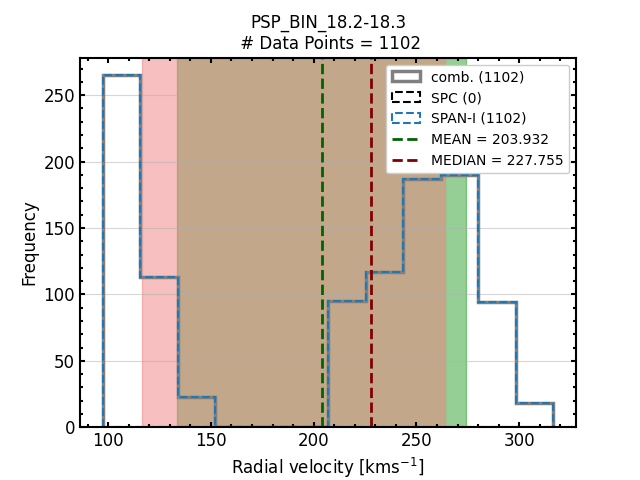 PSP_BIN_18.2-18.3
# Data Points = 1102
comb. (1102)
SPC (0)
SPAN-I (1102)
MEAN = 203.932
MEDIAN = 227.755
Frequency
250
200
150
100
50
0
100 150 200 250 300
Radial velocity [kms⁻¹]